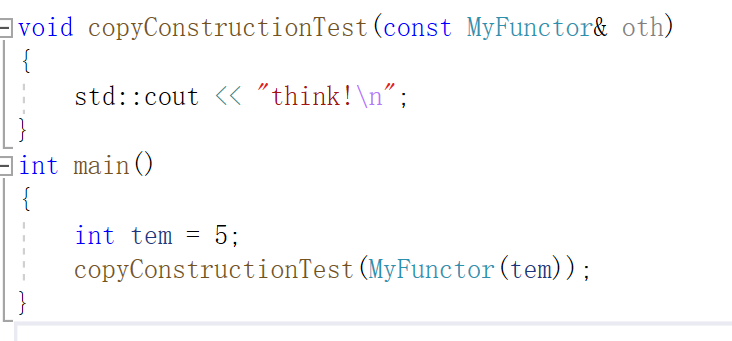 void copyConstructionTest(const MyFunctor& oth)
{
    std::cout << "think!\n";
}
int main()
{
    int tem = 5;
    copyConstructionTest(MyFunctor(tem));
}